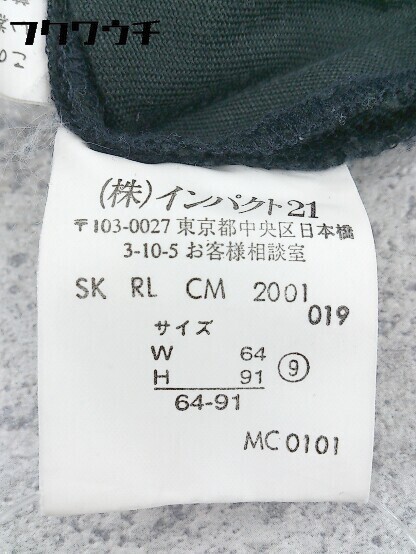 フクウウチ
(株)インパクト21
〒103-0027 東京都中央区日本橋
3-10-5 お客様相談室
SK RL CM 2001
019
サイズ
W 64
H 91 ⑨
64-91
MC0101